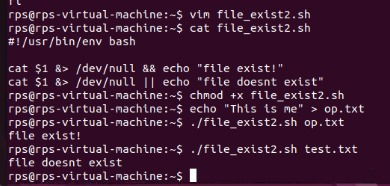 rps@rps-virtual-machine:~$ vim file_exist2.sh
rps@rps-virtual-machine:~$ cat file_exist2.sh
#!/usr/bin/env bash
cat $1 &> /dev/null && echo "file exist!"
cat $1 &> /dev/null || echo "file doesnt exist"
rps@rps-virtual-machine:~$ chmod +x file_exist2.sh
rps@rps-virtual-machine:~$ echo "This is me" > op.txt
rps@rps-virtual-machine:~$ ./file_exist2.sh op.txt
file exist!
rps@rps-virtual-machine:~$ ./file_exist2.sh test.txt
file doesnt exist
rps@rps-virtual-machine:~$